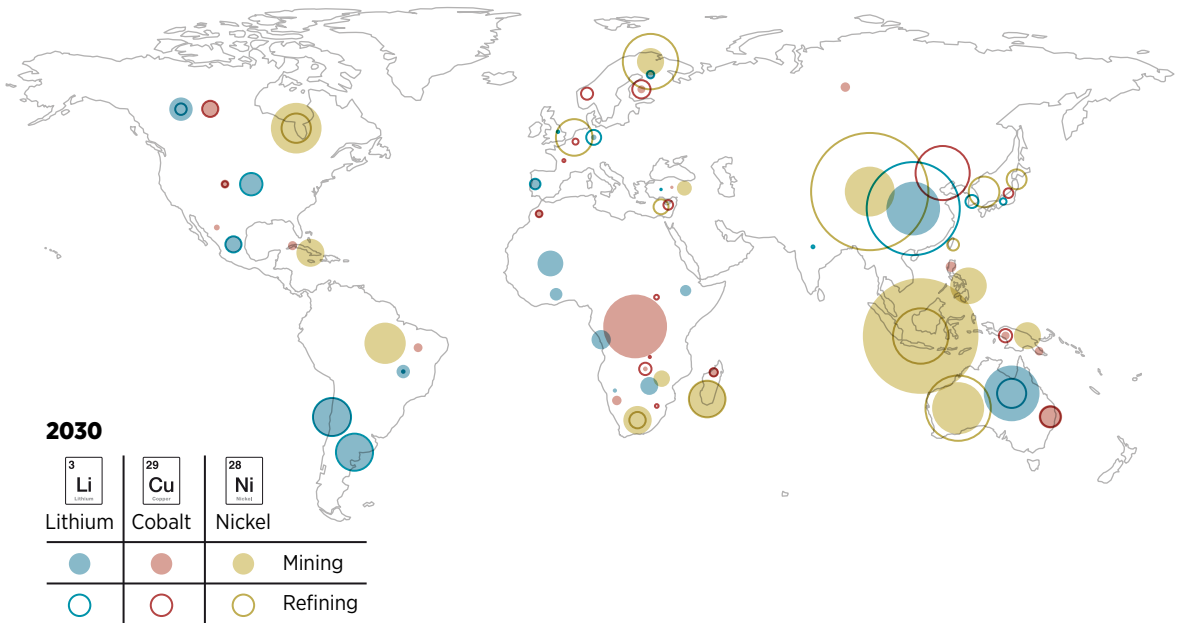 2030
3
Li
Lithium
29
Cu
Copper
28
Ni
Nickel
Lithium
Cobalt
Nickel
Mining
Refining